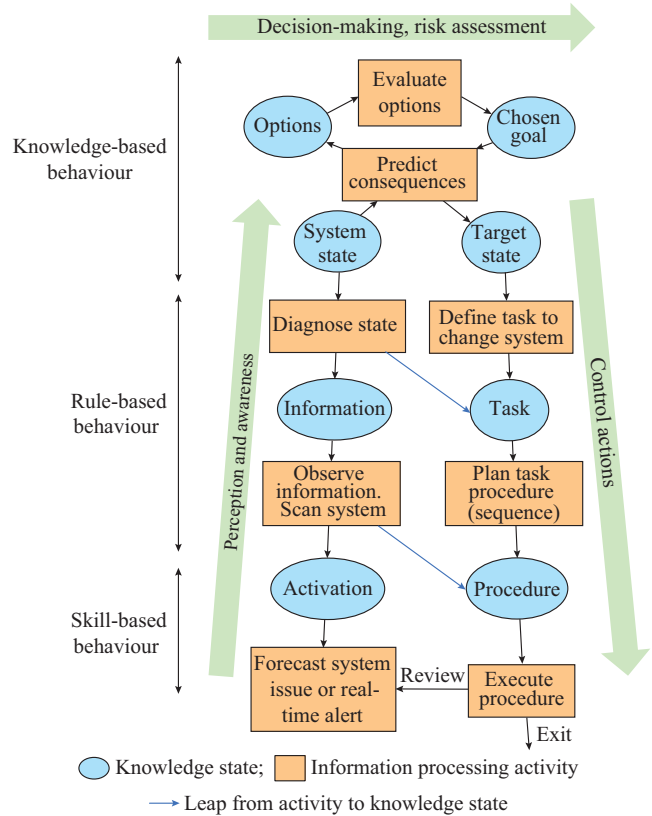 Decision-making, risk assessment
Evaluate
options
Options
Chosen
goal
Knowledge-based
behaviour
Predict
consequences
System
state
Target
state
Diagnose state
Define task to
change system
Rule-based
behaviour
Perception and awareness
Control actions
Information
Task
Observe
information.
Scan system
Plan task
procedure
(sequence)
Skill-based
behaviour
Activation
Procedure
Forecast system
issue or real-
time alert
Review
Execute
procedure
Exit
Knowledge state;
Information processing activity
Leap from activity to knowledge state